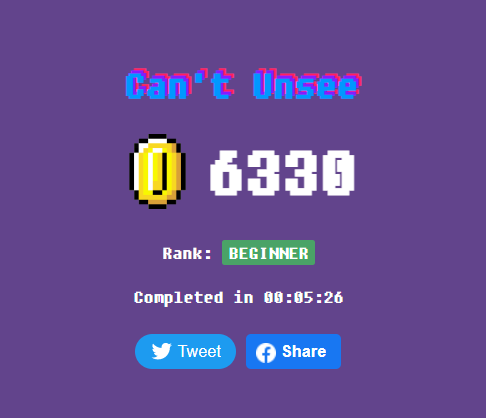 Can't Unsee
6330
Rank: BEGINNER
Completed in 00:05:26
Tweet Share